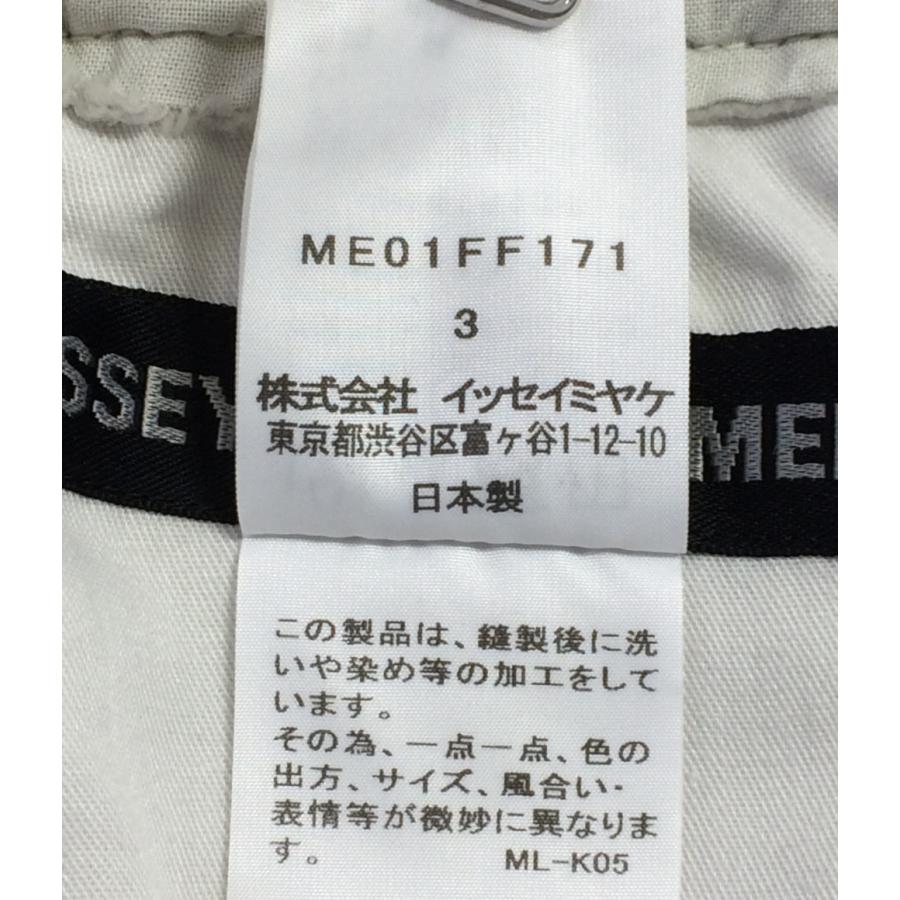 ME01FF171
3
株式会社 イッセイミヤケ
SSEY
MEN
東京都渋谷区富ヶ谷1-12-10
日本製
この製品は、縫製後に洗
いや染め等の加工をして
います。
その為、一点一点、色の
出方、サイズ、風合い・
表情等が微妙に異なりま
す。 ML-K05